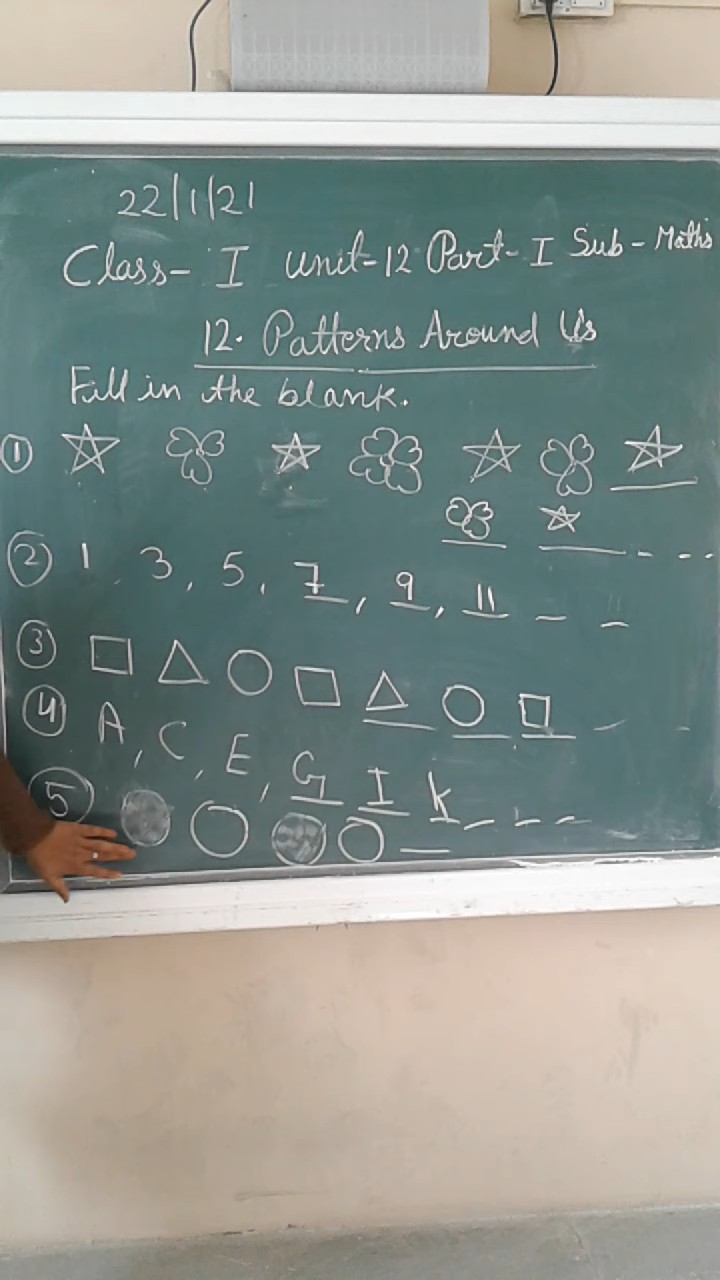 22/1/21
Class- I unit-12 Part- I Sub - Maths
12. Patterns Around Us
Fill in the blank.
1
2 1, 3, 5, 7, 9, 11
3
4 A, C, E, G I K
5